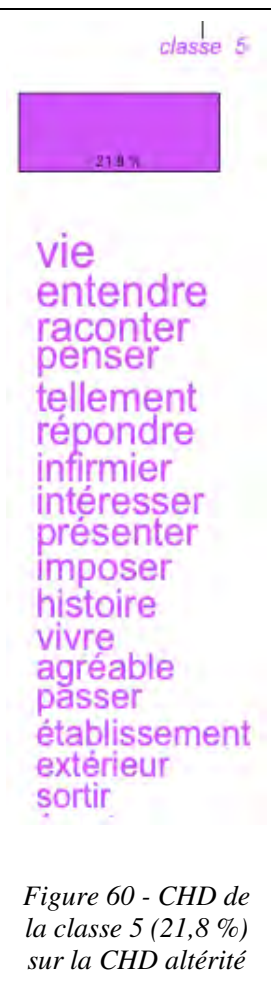 classe 5
21.8 %
vie
entendre
raconter
penser
tellement
répondre
infirmier
intéresser
présenter
imposer
histoire
vivre
agréable
passer
établissement
extérieur
sortir
Figure 60 - CHD de
la classe 5 (21,8 %)
sur la CHD altérité